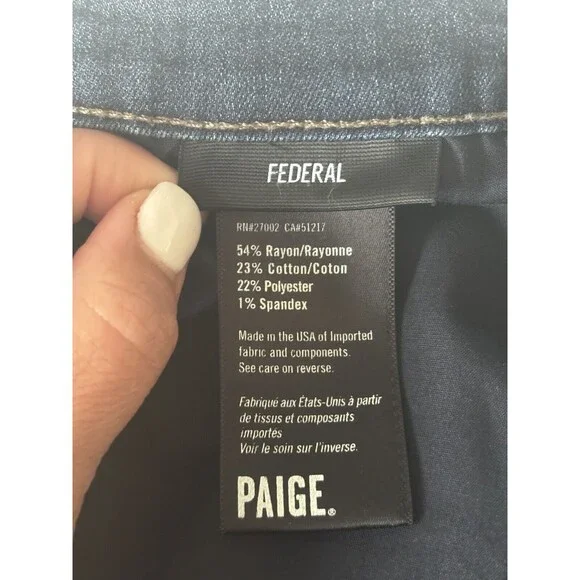 FEDERAL
RN#27002 CA#51217
54% Rayon/Rayonne
23% Cotton/Coton
22% Polyester
1% Spandex
Made in the USA of Imported
fabric and components.
See care on reverse.
Fabriqué aux États-Unis à partir
de tissus et composants
importés
Voir le soin sur l'inverse.
PAIGE®